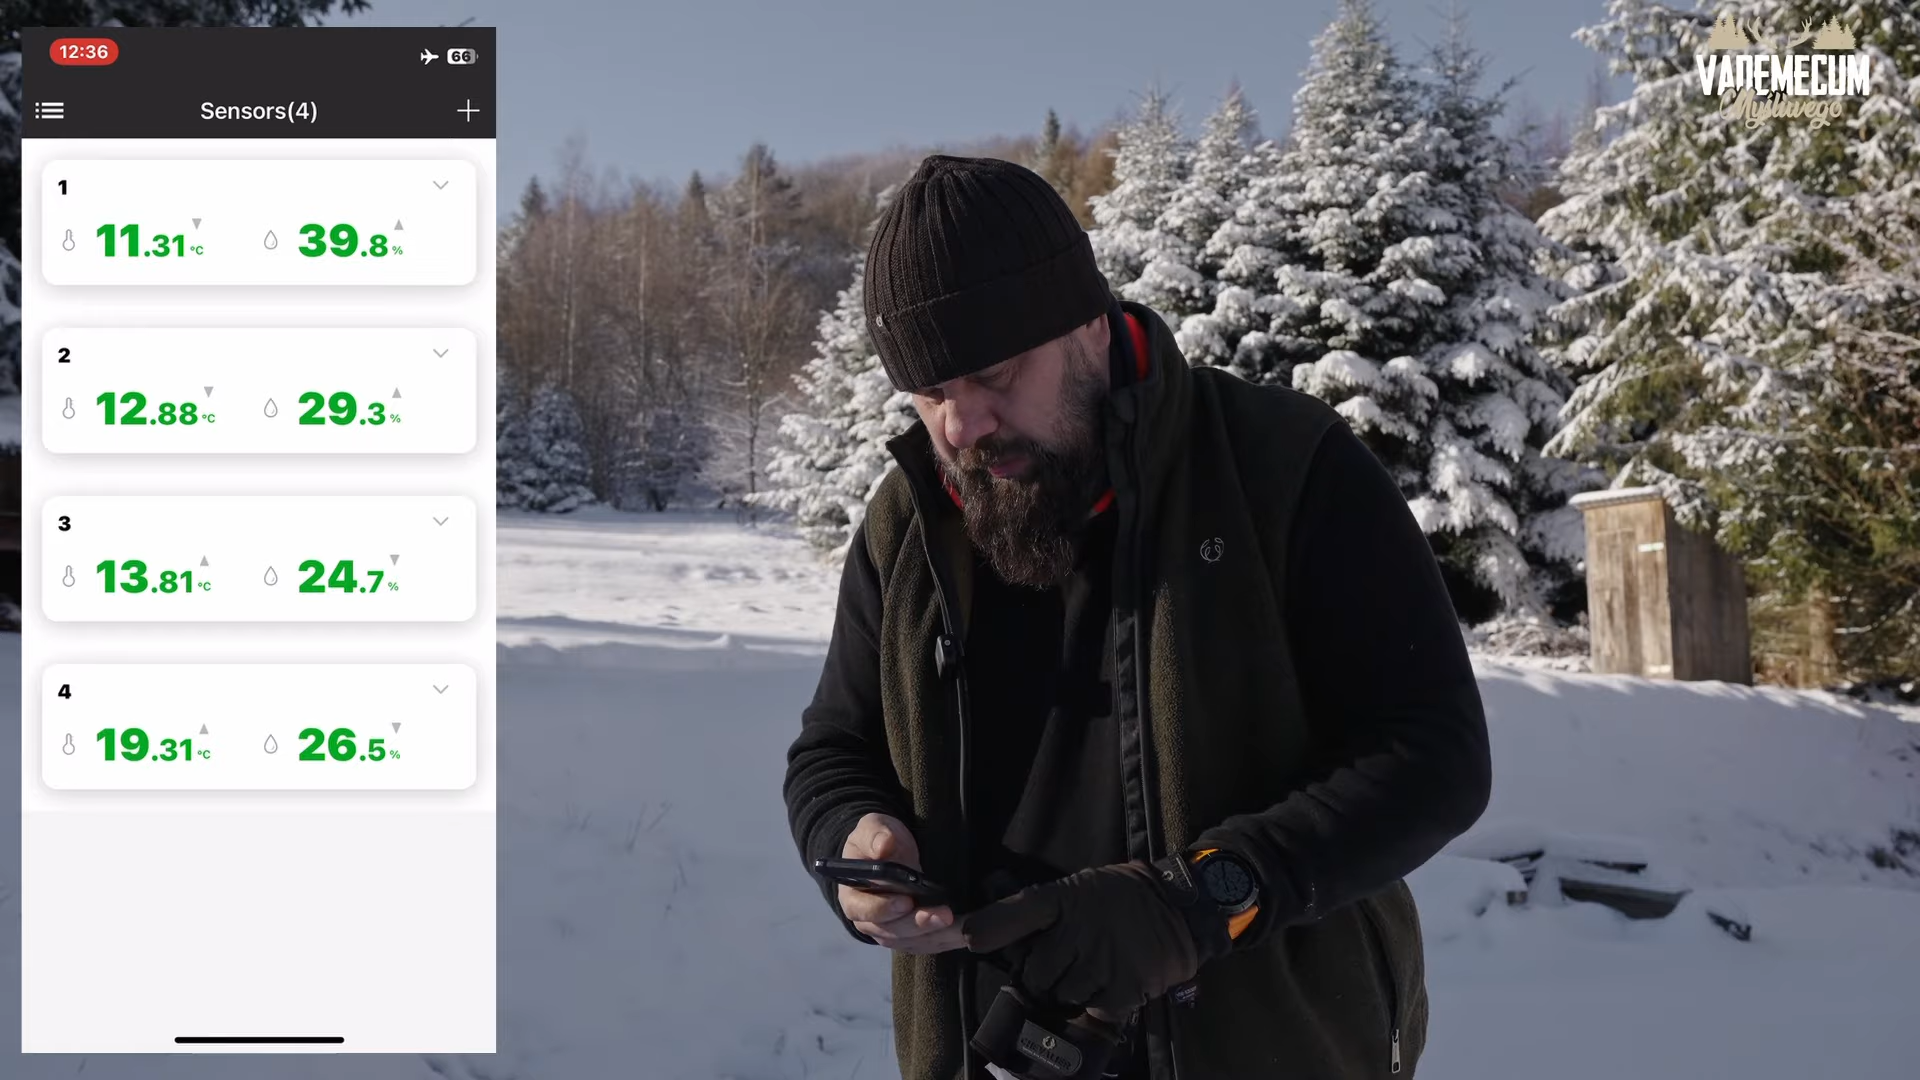 12:36
66
Sensors(4)
1
11.31 °C
39.8 %
2
12.88 °C
29.3 %
3
13.81 °C
24.7 %
4
19.31 °C
26.5 %
VADEMECUM
Myśliwego